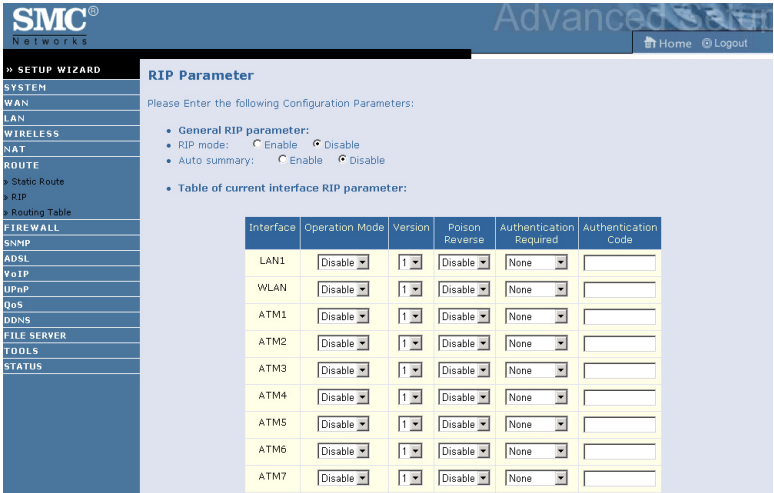 SMC®
Networks
Advanced Setup
Home Logout
» SETUP WIZARD
SYSTEM
WAN
LAN
WIRELESS
NAT
ROUTE
» Static Route
» RIP
» Routing Table
FIREWALL
SNMP
ADSL
VoIP
UPnP
QoS
DDNS
FILE SERVER
TOOLS
STATUS
RIP Parameter
Please Enter the following Configuration Parameters:
• General RIP parameter:
• RIP mode: Enable Disable
• Auto summary: Enable Disable
• Table of current interface RIP parameter:
Interface Operation Mode Version Poison Reverse Authentication Required Authentication Code
LAN1 Disable 1 Disable None
WLAN Disable 1 Disable None
ATM1 Disable 1 Disable None
ATM2 Disable 1 Disable None
ATM3 Disable 1 Disable None
ATM4 Disable 1 Disable None
ATM5 Disable 1 Disable None
ATM6 Disable 1 Disable None
ATM7 Disable 1 Disable None